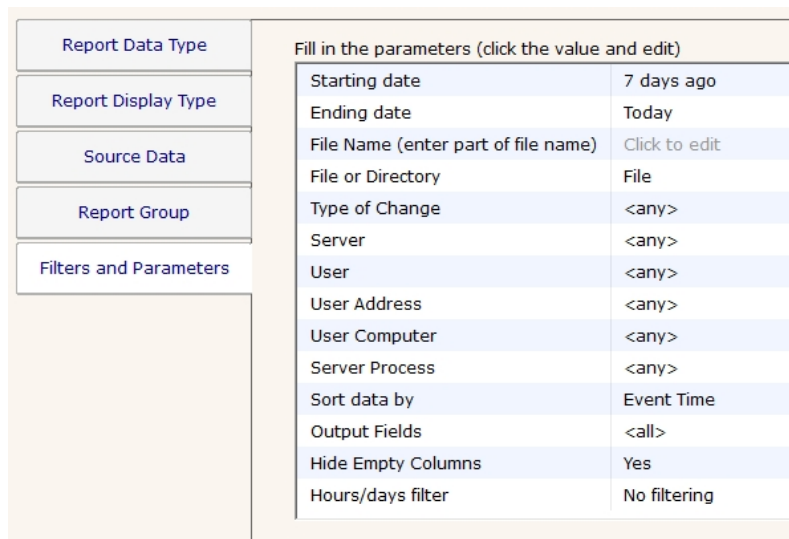 Report Data Type
Report Display Type
Source Data
Report Group
Filters and Parameters
Fill in the parameters (click the value and edit)
Starting date 7 days ago
Ending date Today
File Name (enter part of file name) Click to edit
File or Directory File
Type of Change <any>
Server <any>
User <any>
User Address <any>
User Computer <any>
Server Process <any>
Sort data by Event Time
Output Fields <all>
Hide Empty Columns Yes
Hours/days filter No filtering